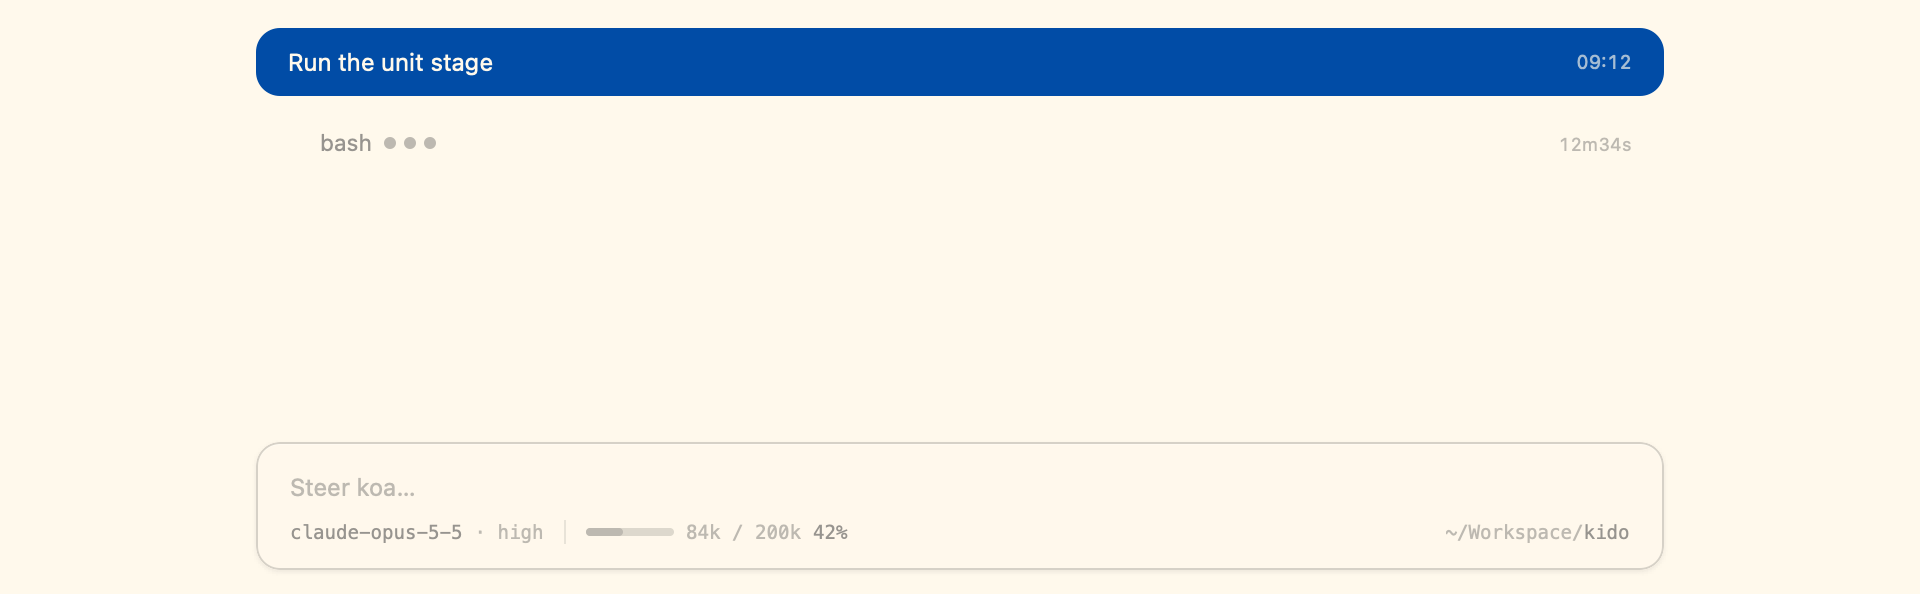 Run the unit stage 09:12
bash 12m34s
Steer koa...
claude-opus-5-5 · high 84k / 200k 42% ~/Workspace/kido